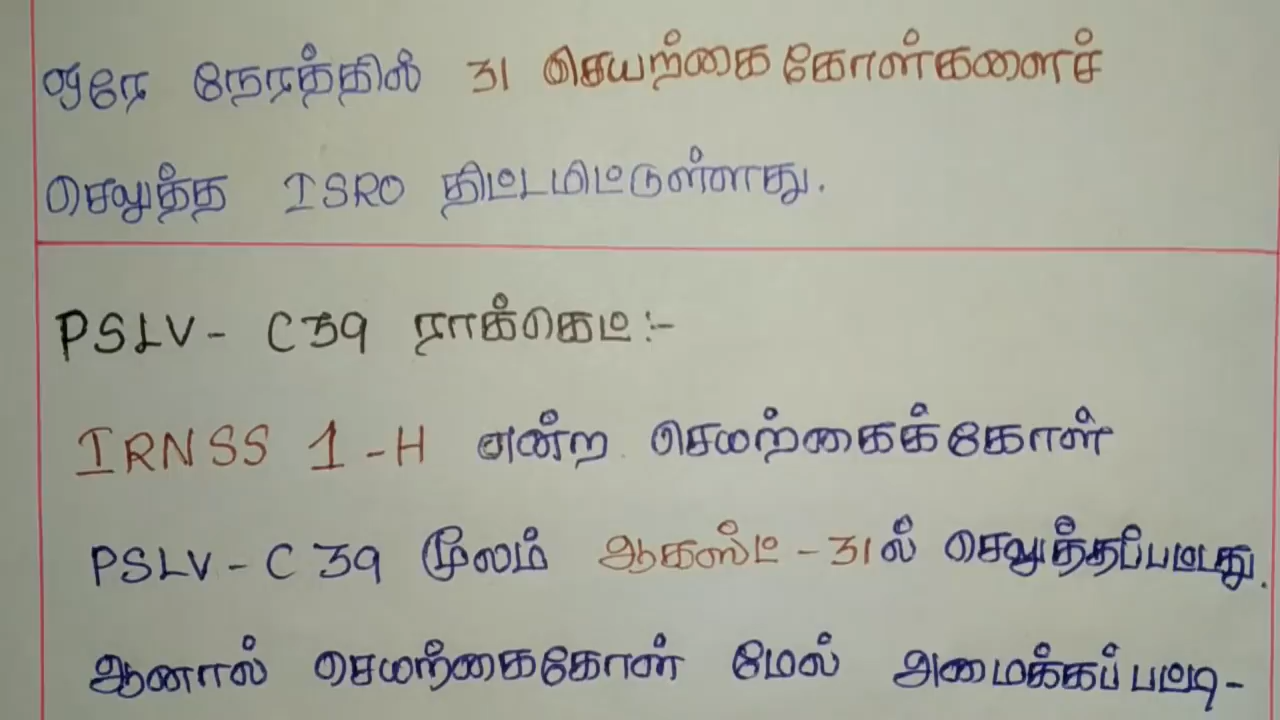 ஒரே நேரத்தில் 31 செயற்கைகோள்களைச்
செலுத்த ISRO திட்டமிட்டுள்ளது.
PSLV - C39 ராக்கெட் :-
IRNSS 1 - H என்ற செயற்கைக்கோள்
PSLV - C 39 மூலம் ஆகஸ்ட் - 31ல் செலுத்தப்பட்டது.
ஆனால் செயற்கைகோள் மேல் அமைக்கப்பட்டி-